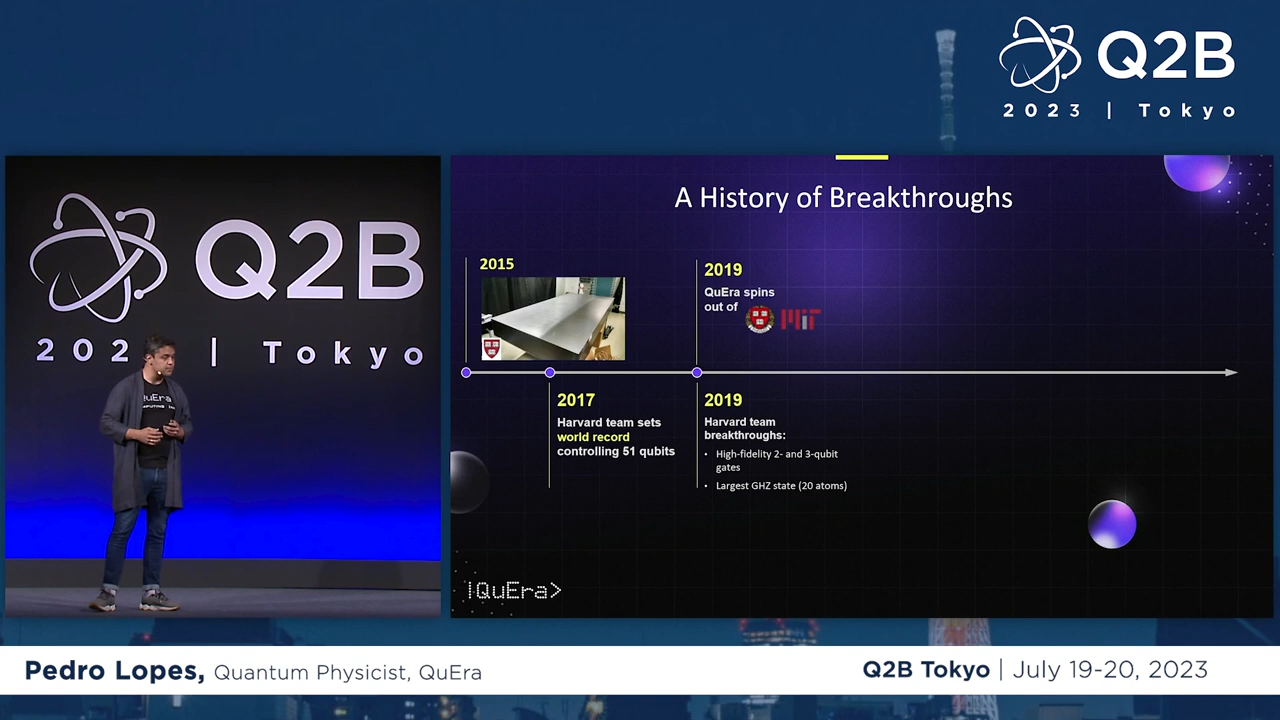 Q2B
2023 | Tokyo
Q2B
202 | Tokyo
QuEra
A History of Breakthroughs
2015
2019
QuEra spins
out of
MIT
2017
Harvard team sets
world record
controlling 51 qubits
2019
Harvard team
breakthroughs:
• High-fidelity 2- and 3-qubit
gates
• Largest GHZ state (20 atoms)
|QuEra>
Pedro Lopes, Quantum Physicist, QuEra
Q2B Tokyo | July 19-20, 2023